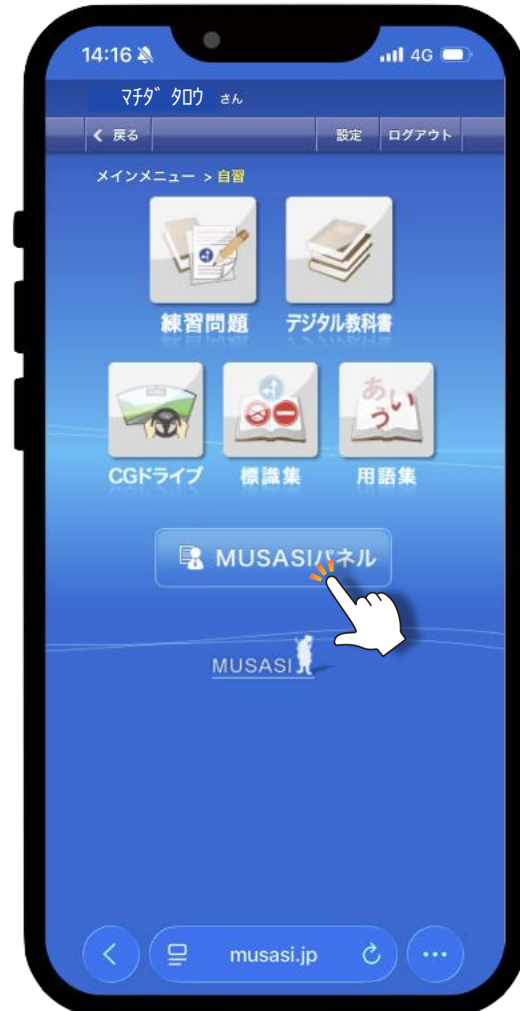 14:16 4G
マチダ タロウ さん
戻る 設定 ログアウト
メインメニュー > 自習
練習問題 デジタル教科書
あいう
CGドライブ 標識集 用語集
MUSASIパネル
MUSASI
musasi.jp